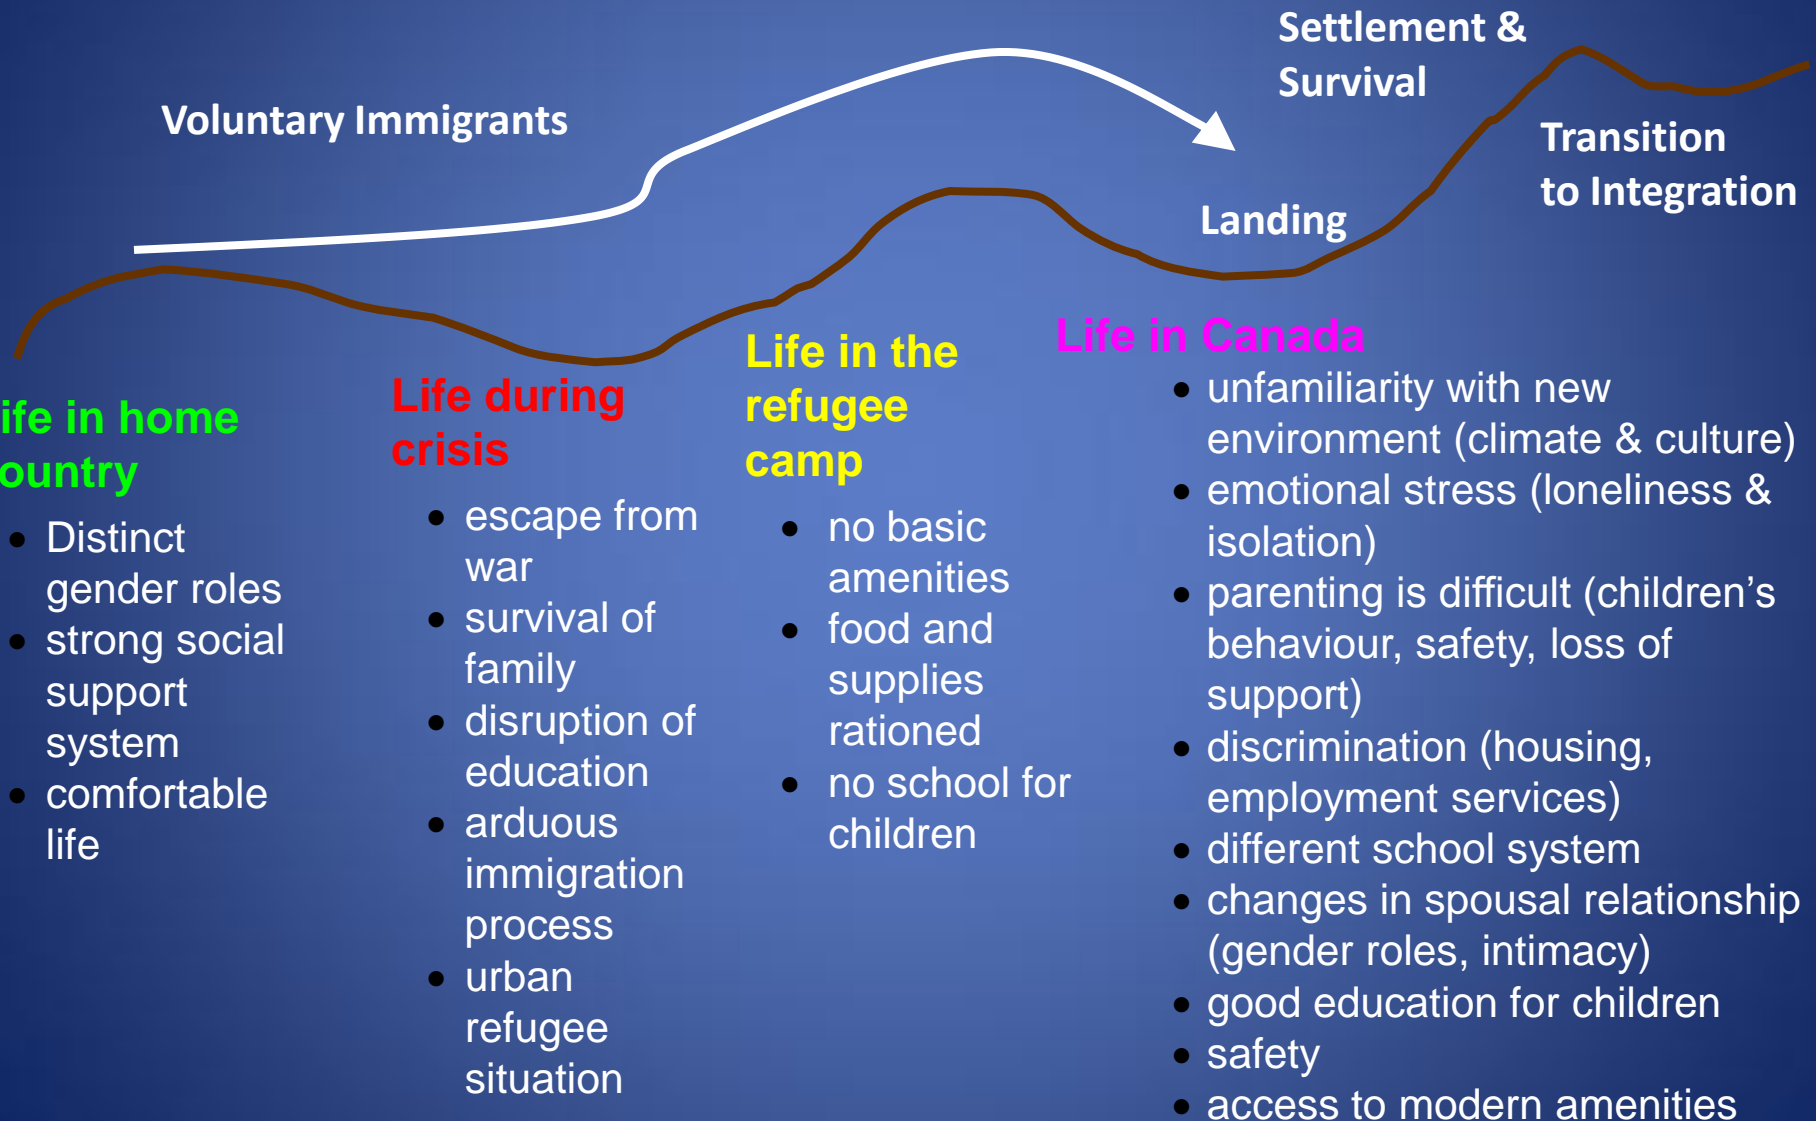 Settlement &
Survival
Voluntary Immigrants
Transition
to Integration
Landing
ife in home
ountry
• Distinct
gender roles
• strong social
support
system
• comfortable
life
Life during
crisis
• escape from
war
• survival of
family
• disruption of
education
• arduous
immigration
process
• urban
refugee
situation
Life in the
refugee
camp
• no basic
amenities
• food and
supplies
rationed
• no school for
children
Life in Canada
• unfamiliarity with new
environment (climate & culture)
• emotional stress (loneliness &
isolation)
• parenting is difficult (children’s
behaviour, safety, loss of
support)
• discrimination (housing,
employment services)
• different school system
• changes in spousal relationship
(gender roles, intimacy)
• good education for children
• safety
• access to modern amenities